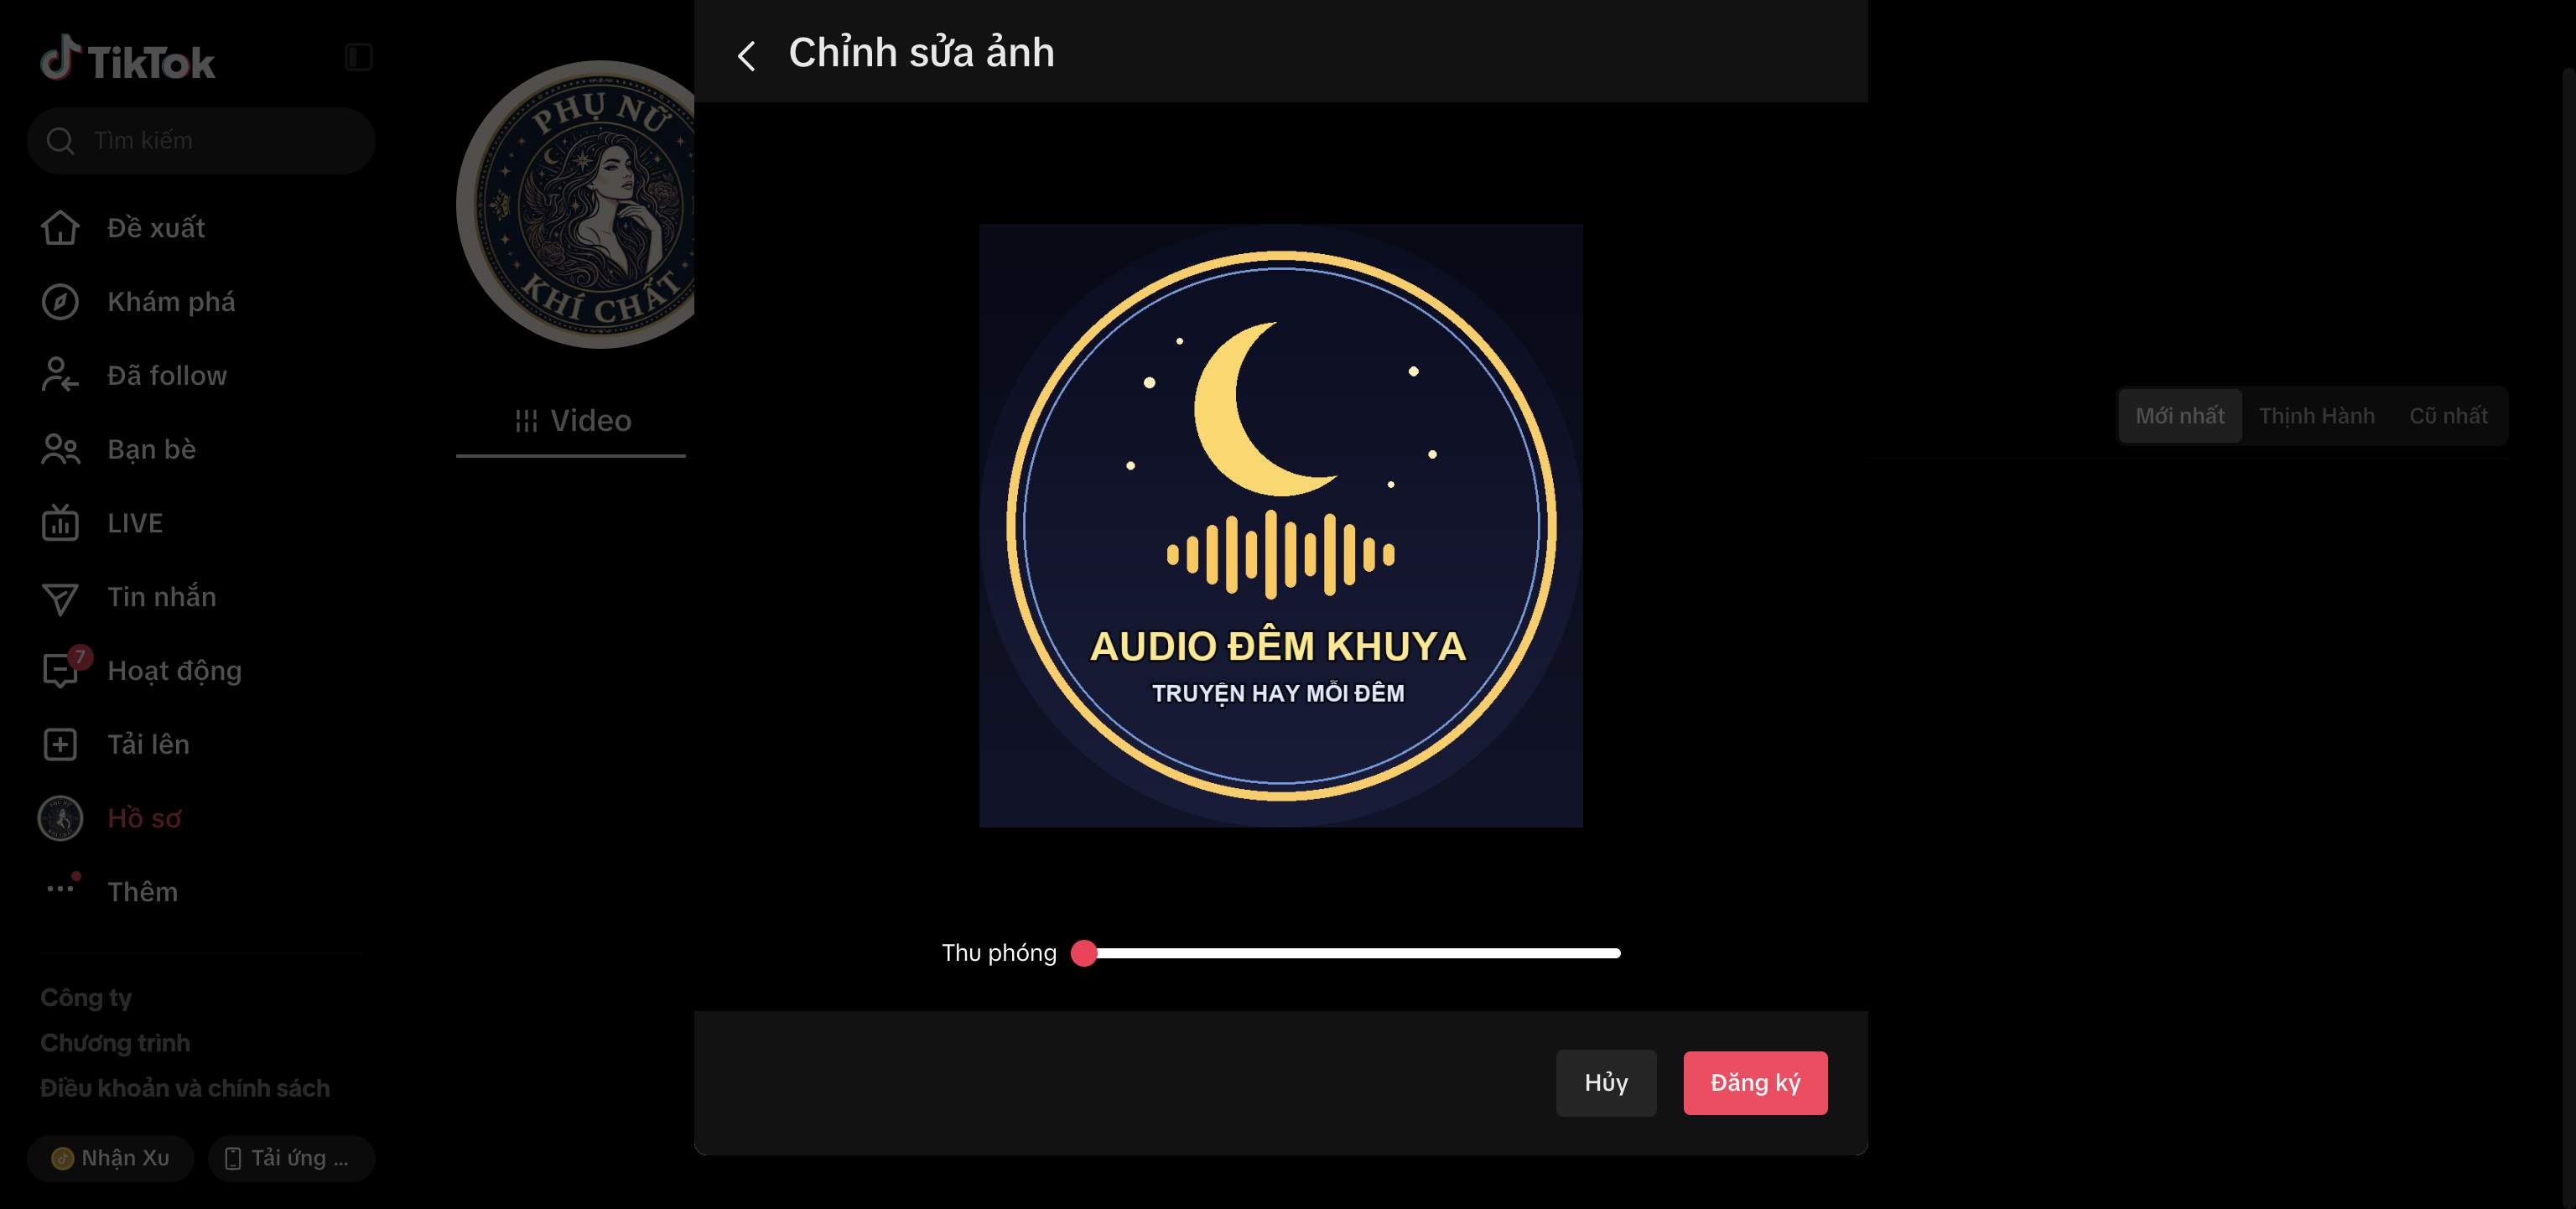 TikTok
Tìm kiếm
Đề xuất
Khám phá
Đã follow
Bạn bè
LIVE
Tin nhắn
7
Hoạt động
Tải lên
Hồ sơ
Thêm
Công ty
Chương trình
Điều khoản và chính sách
Nhận Xu
Tải ứng ...
PHỤ NỮ
KHÍ CHẤT
Video
Chỉnh sửa ảnh
AUDIO ĐÊM KHUYA
TRUYỆN HAY MỖI ĐÊM
Thu phóng
Hủy
Đăng ký
Mới nhất
Thịnh Hành
Cũ nhất